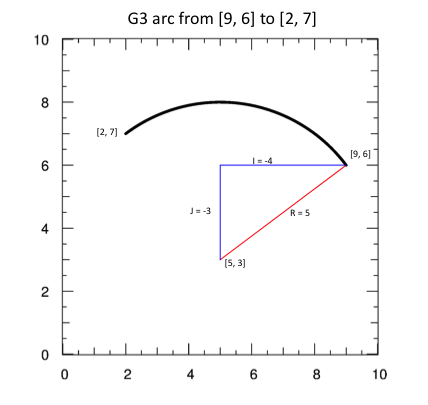 G3 arc from [9, 6] to [2, 7]
10
8
[2, 7]
[9, 6]
6
I = -4
J = -3
R = 5
4
[5, 3]
2
0
0 2 4 6 8 10